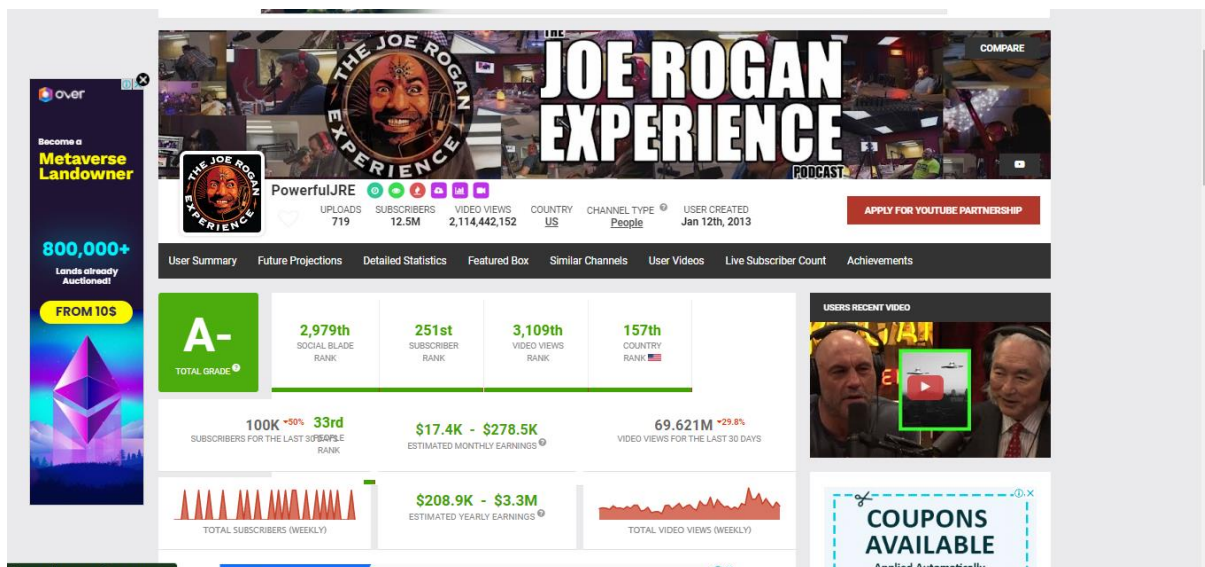 THE
JOE ROGAN
EXPERIENCE
PODCAST
THE JOE ROGAN EXPERIENCE
COMPARE
over
Become a
Metaverse
Landowner
800,000+
Lands already
Auctioned!
FROM 10$
THE JOE ROGAN EXPERIENCE
PowerfulJRE
UPLOADS SUBSCRIBERS VIDEO VIEWS COUNTRY CHANNEL TYPE USER CREATED
719 12.5M 2,114,442,152 US People Jan 12th, 2013
APPLY FOR YOUTUBE PARTNERSHIP
User Summary Future Projections Detailed Statistics Featured Box Similar Channels User Videos Live Subscriber Count Achievements
A-
TOTAL GRADE
2,979th 251st 3,109th 157th
SOCIAL BLADE SUBSCRIBER VIDEO VIEWS COUNTRY
RANK RANK RANK RANK
USERS RECENT VIDEO
100K -50% 33rd
SUBSCRIBERS FOR THE LAST 30 DAYS
PEOPLE
RANK
$17.4K - $278.5K
ESTIMATED MONTHLY EARNINGS
69.621M -29.8%
VIDEO VIEWS FOR THE LAST 30 DAYS
TOTAL SUBSCRIBERS (WEEKLY)
$208.9K - $3.3M
ESTIMATED YEARLY EARNINGS
TOTAL VIDEO VIEWS (WEEKLY)
COUPONS
AVAILABLE
Applied Automatically